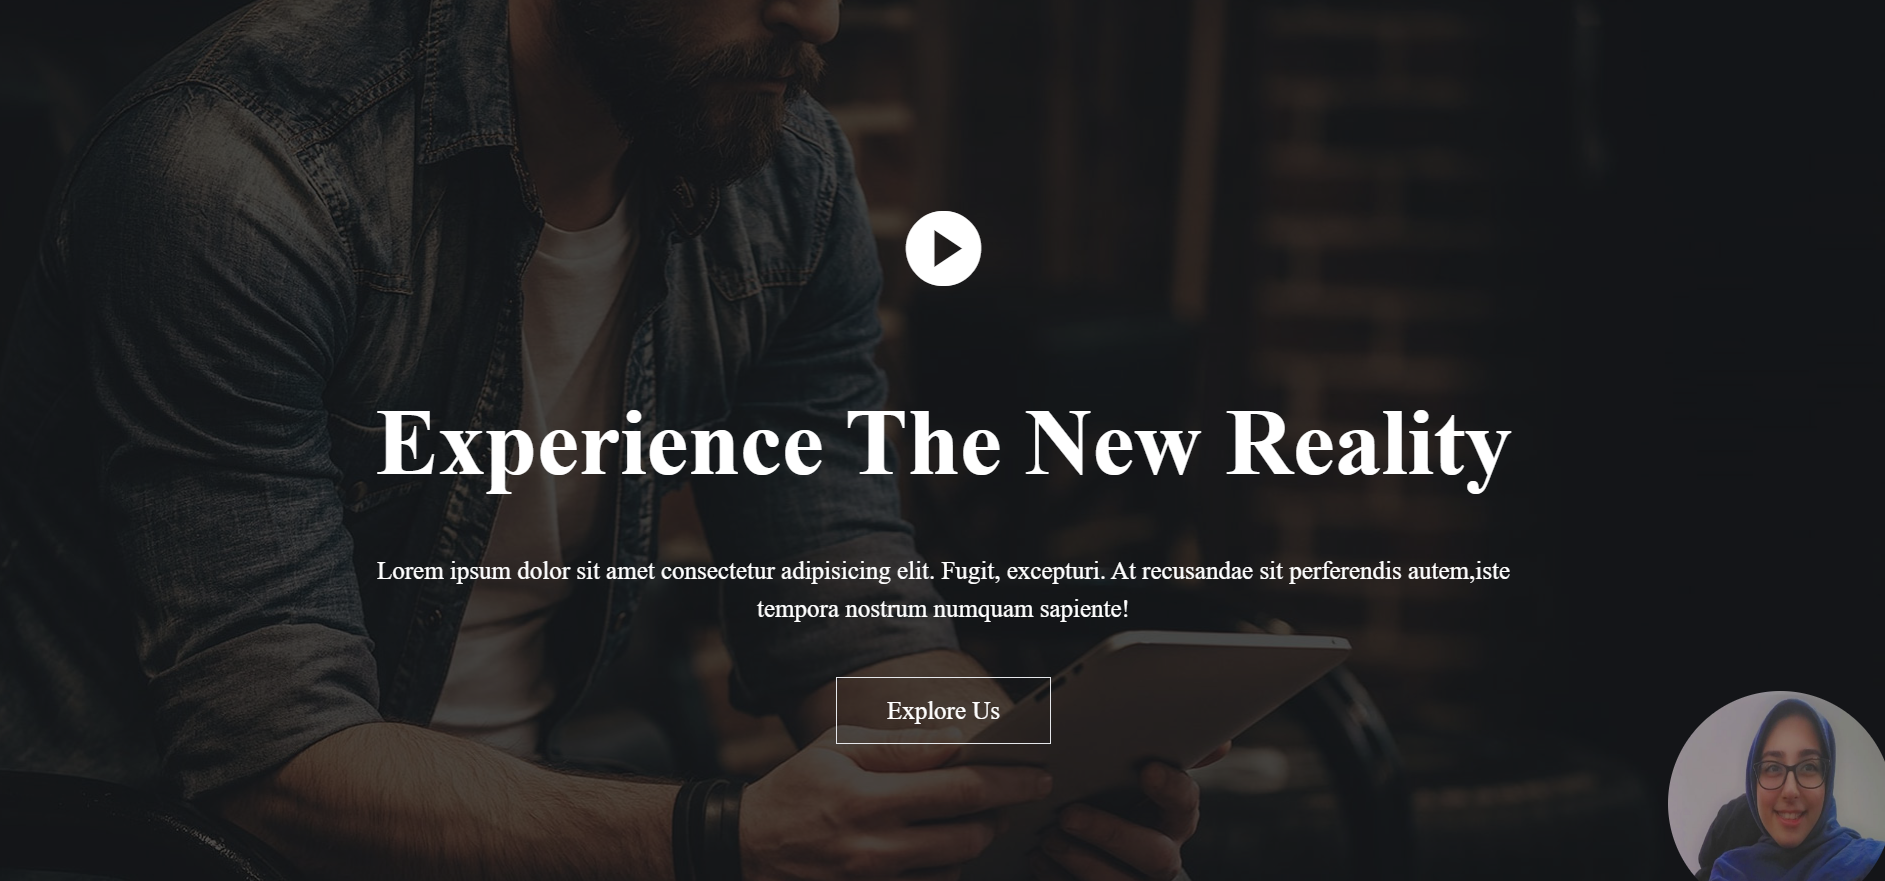 Experience The New Reality
Lorem ipsum dolor sit amet consectetur adipisicing elit. Fugit, excepturi. At recusandae sit perferendis autem,iste
tempora nostrum numquam sapiente!
Explore Us